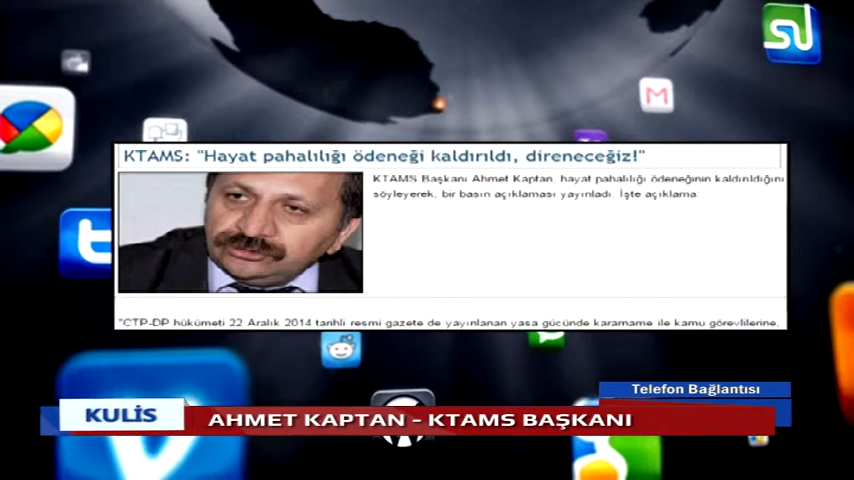 KTAMS: "Hayat pahalılığı ödeneği kaldırıldı, direneceğiz!"
KTAMS Başkanı Ahmet Kaptan, hayat pahalılığı ödeneğinin kaldırıldığını
söyleyerek, bir basın açıklaması yayınladı. İşte açıklama:
"CTP-DP hükümeti 22 Aralık 2014 tarihli resmi gazete de yayınlanan yasa gücünde kararname ile kamu görevlilerine,
Telefon Bağlantısı
KULİS
AHMET KAPTAN - KTAMS BAŞKANI